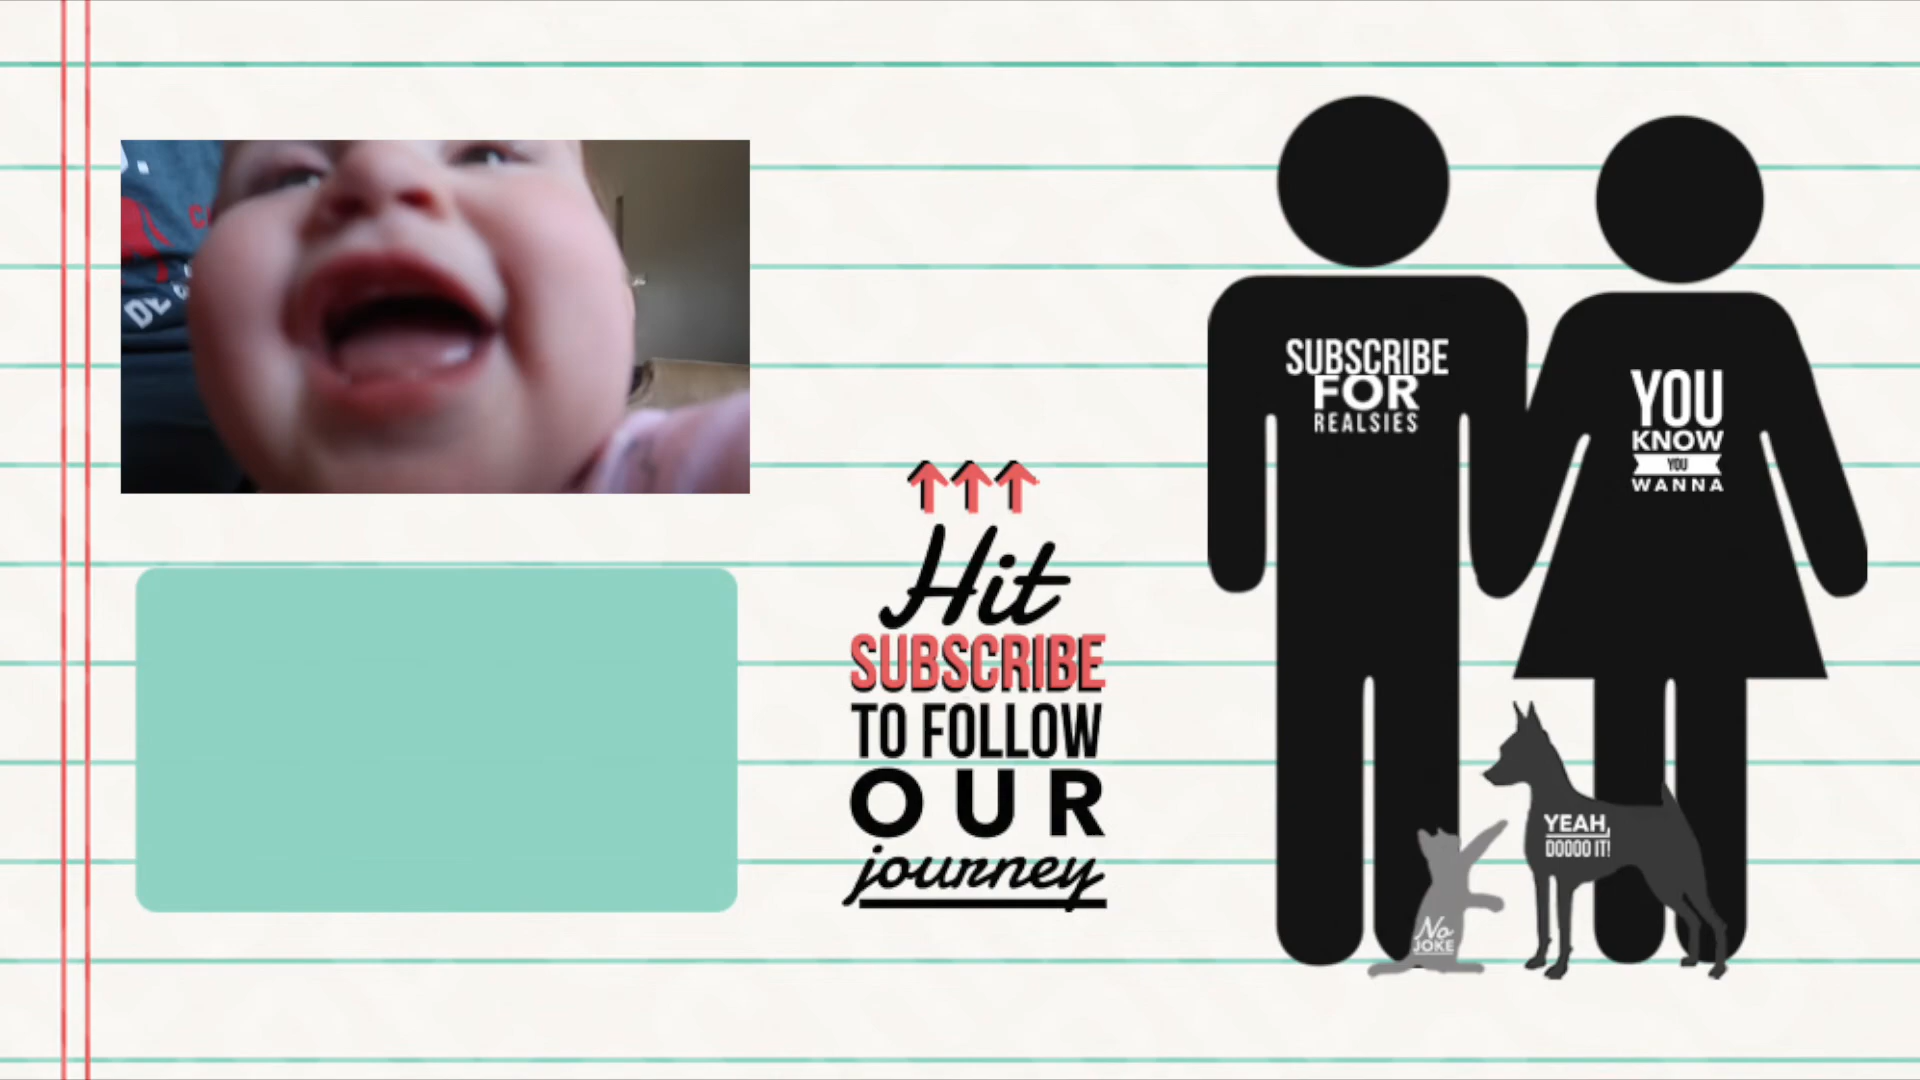 Hit
SUBSCRIBE
TO FOLLOW
OUR
journey
SUBSCRIBE
FOR
REALSIES
YOU
KNOW
YOU
WANNA
No
JOKE
YEAH,
DOOOO IT!